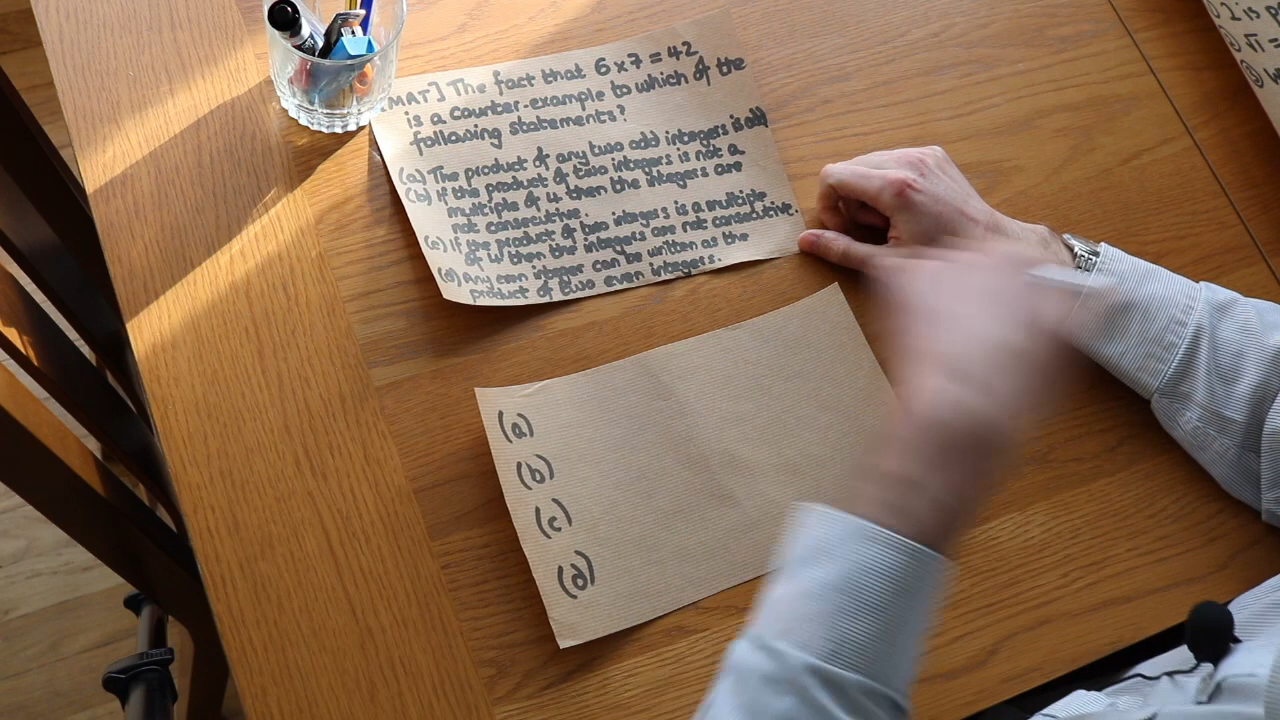 [MAT] The fact that 6x7=42
is a counter-example to which of the
following statements?
(a) The product of any two odd integers is odd
(b) If the product of two integers is not a
multiple of 4 then the integers are
not consecutive.
(c) If the product of two integers is a multiple
of 4 then the integers are not consecutive.
(d) Any even integer can be written as the
product of two even integers.
(a)
(b)
(c)
(d)
2 is
√